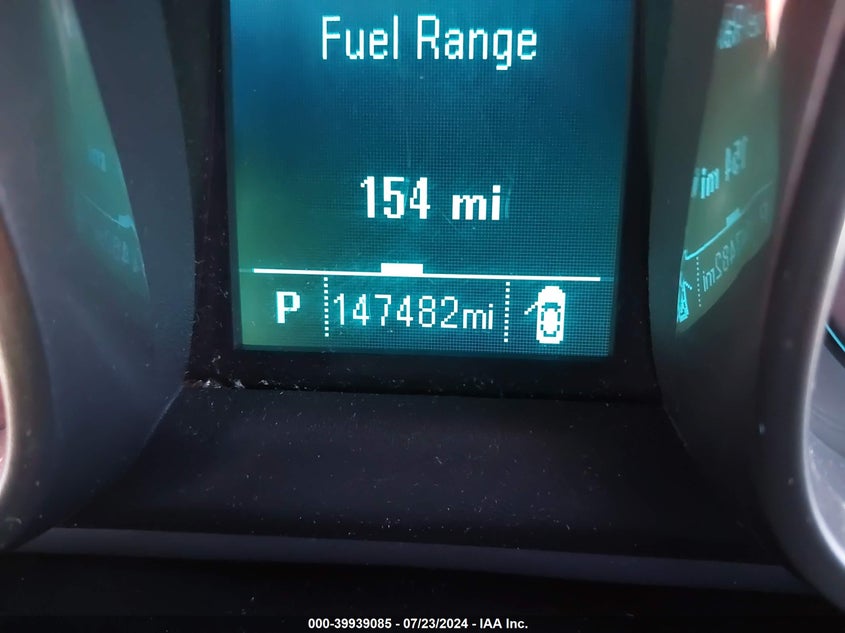 Fuel Range
154 mi
P 147482mi
000-39939085 - 07/23/2024 - IAA Inc.